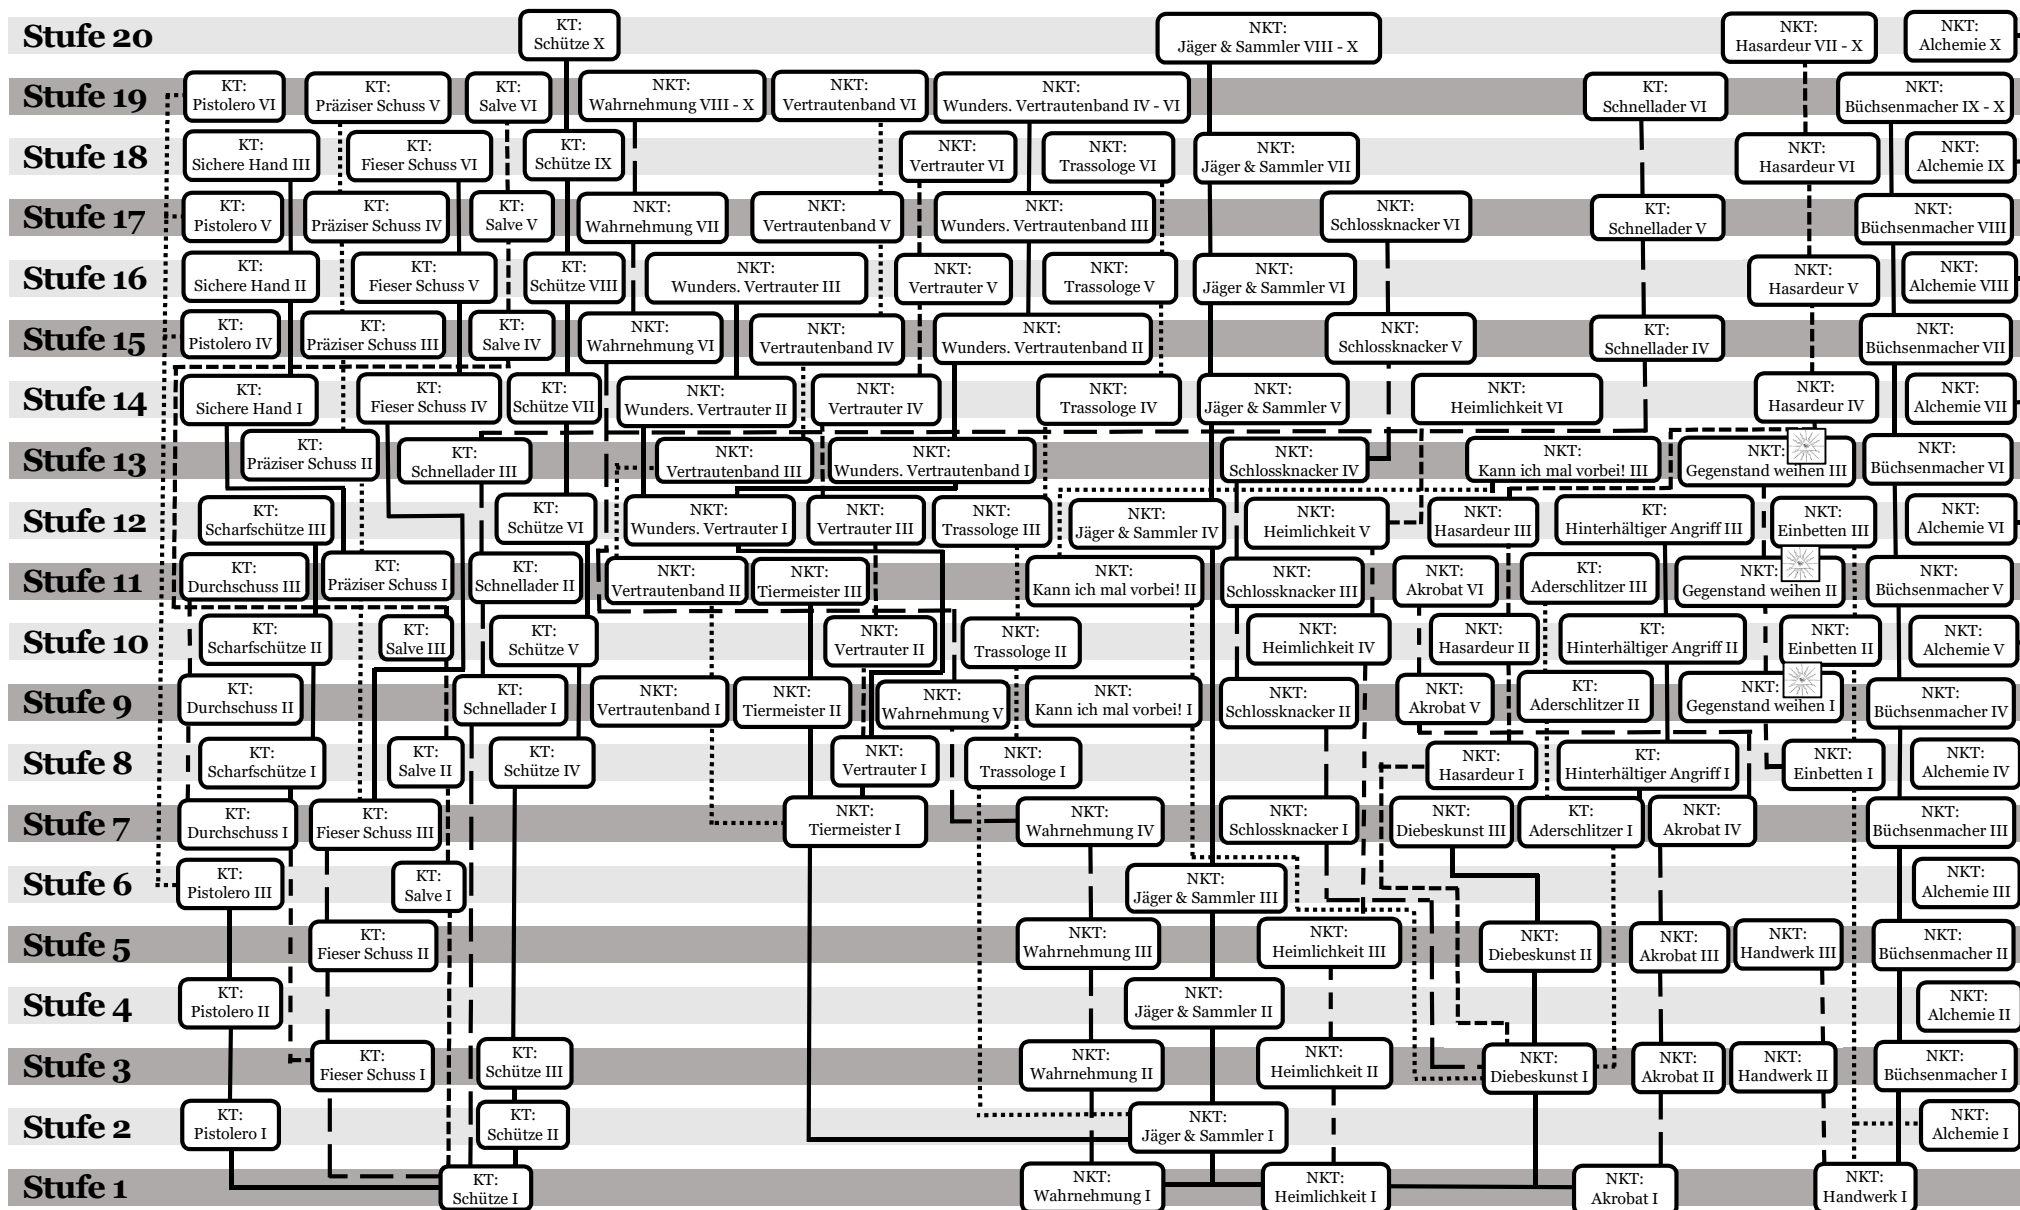 Stufe 20
KT:
Schütze X
NKT:
Jäger & Sammler VIII - X
NKT:
Hasardeur VII - X
NKT:
Alchemie X
Stufe 19
KT:
Pistolero VI
KT:
Präziser Schuss V
KT:
Salve VI
NKT:
Wahrnehmung VIII - X
NKT:
Vertrautenband VI
NKT:
Wunders. Vertrautenband IV - VI
KT:
Schnellader VI
NKT:
Büchsenmacher IX - X
Stufe 18
KT:
Sichere Hand III
KT:
Fieser Schuss VI
KT:
Schütze IX
NKT:
Vertrauter VI
NKT:
Trassologe VI
NKT:
Jäger & Sammler VII
NKT:
Hasardeur VI
NKT:
Alchemie IX
Stufe 17
KT:
Pistolero V
KT:
Präziser Schuss IV
KT:
Salve V
NKT:
Wahrnehmung VII
NKT:
Vertrautenband V
NKT:
Wunders. Vertrautenband III
NKT:
Schlossknacker VI
KT:
Schnellader V
NKT:
Büchsenmacher VIII
Stufe 16
KT:
Sichere Hand II
KT:
Fieser Schuss V
KT:
Schütze VIII
NKT:
Wunders. Vertrauter III
NKT:
Vertrauter V
NKT:
Trassologe V
NKT:
Jäger & Sammler VI
NKT:
Hasardeur V
NKT:
Alchemie VIII
Stufe 15
KT:
Pistolero IV
KT:
Präziser Schuss III
KT:
Salve IV
NKT:
Wahrnehmung VI
NKT:
Vertrautenband IV
NKT:
Wunders. Vertrautenband II
NKT:
Schlossknacker V
KT:
Schnellader IV
NKT:
Büchsenmacher VII
Stufe 14
KT:
Sichere Hand I
KT:
Fieser Schuss IV
KT:
Schütze VII
NKT:
Wunders. Vertrauter II
NKT:
Vertrauter IV
NKT:
Trassologe IV
NKT:
Jäger & Sammler V
NKT:
Heimlichkeit VI
NKT:
Hasardeur IV
NKT:
Alchemie VII
Stufe 13
KT:
Präziser Schuss II
KT:
Schnellader III
NKT:
Vertrautenband III
NKT:
Wunders. Vertrautenband I
NKT:
Schlossknacker IV
NKT:
Kann ich mal vorbei! III
NKT:
Gegenstand weihen III
NKT:
Büchsenmacher VI
Stufe 12
KT:
Scharfschütze III
KT:
Schütze VI
NKT:
Wunders. Vertrauter I
NKT:
Vertrauter III
NKT:
Trassologe III
NKT:
Jäger & Sammler IV
NKT:
Heimlichkeit V
NKT:
Hasardeur III
KT:
Hinterhältiger Angriff III
NKT:
Einbetten III
NKT:
Alchemie VI
Stufe 11
KT:
Durchschuss III
KT:
Präziser Schuss I
KT:
Schnellader II
NKT:
Vertrautenband II
NKT:
Tiermeister III
NKT:
Kann ich mal vorbei! II
NKT:
Schlossknacker III
NKT:
Akrobat VI
KT:
Aderschlitzer III
NKT:
Gegenstand weihen II
NKT:
Büchsenmacher V
Stufe 10
KT:
Scharfschütze II
KT:
Salve III
KT:
Schütze V
NKT:
Vertrauter II
NKT:
Trassologe II
NKT:
Heimlichkeit IV
NKT:
Hasardeur II
KT:
Hinterhältiger Angriff II
NKT:
Einbetten II
NKT:
Alchemie V
Stufe 9
KT:
Durchschuss II
KT:
Schnellader I
NKT:
Vertrautenband I
NKT:
Tiermeister II
NKT:
Wahrnehmung V
NKT:
Kann ich mal vorbei! I
NKT:
Schlossknacker II
NKT:
Akrobat V
KT:
Aderschlitzer II
NKT:
Gegenstand weihen I
NKT:
Büchsenmacher IV
Stufe 8
KT:
Scharfschütze I
KT:
Salve II
KT:
Schütze IV
NKT:
Vertrauter I
NKT:
Trassologe I
NKT:
Hasardeur I
KT:
Hinterhältiger Angriff I
NKT:
Einbetten I
NKT:
Alchemie IV
Stufe 7
KT:
Durchschuss I
KT:
Fieser Schuss III
NKT:
Tiermeister I
NKT:
Wahrnehmung IV
NKT:
Schlossknacker I
NKT:
Diebeskunst III
KT:
Aderschlitzer I
NKT:
Akrobat IV
NKT:
Büchsenmacher III
Stufe 6
KT:
Pistolero III
KT:
Salve I
NKT:
Jäger & Sammler III
NKT:
Alchemie III
Stufe 5
KT:
Fieser Schuss II
NKT:
Wahrnehmung III
NKT:
Heimlichkeit III
NKT:
Diebeskunst II
NKT:
Akrobat III
NKT:
Handwerk III
NKT:
Büchsenmacher II
Stufe 4
KT:
Pistolero II
NKT:
Jäger & Sammler II
NKT:
Alchemie II
Stufe 3
KT:
Fieser Schuss I
KT:
Schütze III
NKT:
Wahrnehmung II
NKT:
Heimlichkeit II
NKT:
Diebeskunst I
NKT:
Akrobat II
NKT:
Handwerk II
NKT:
Büchsenmacher I
Stufe 2
KT:
Pistolero I
KT:
Schütze II
NKT:
Jäger & Sammler I
NKT:
Alchemie I
Stufe 1
KT:
Schütze I
NKT:
Wahrnehmung I
NKT:
Heimlichkeit I
NKT:
Akrobat I
NKT:
Handwerk I